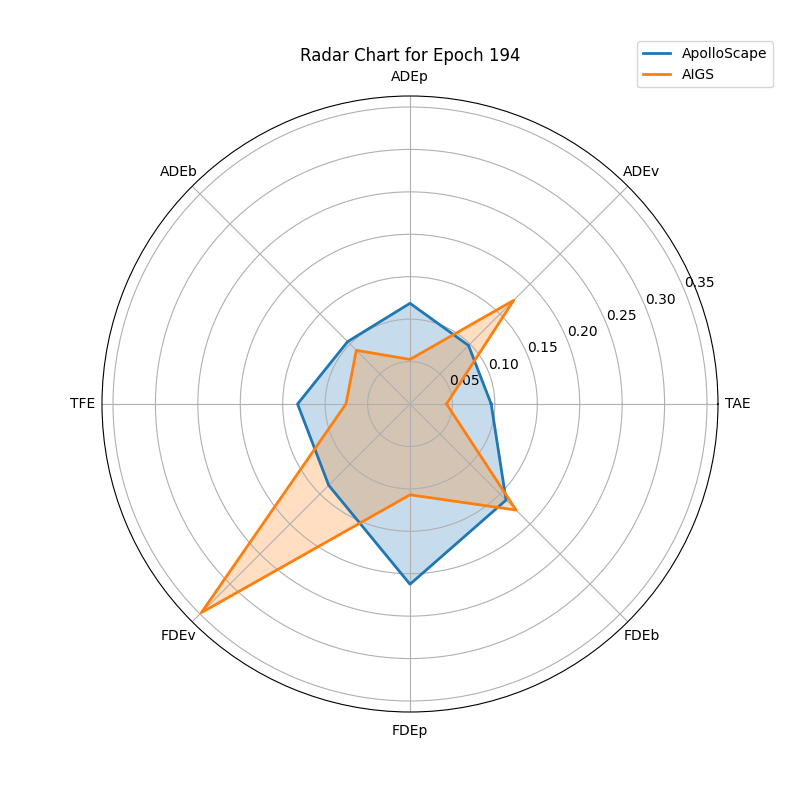 Radar Chart for Epoch 194
ApolloScape
AIGS
ADEp
ADEb
ADEv
0.35
0.30
0.25
0.20
0.15
0.10
0.05
TFE
TAE
FDEv
FDEb
FDEp